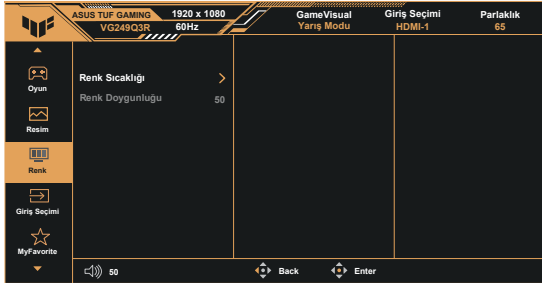 ASUS TUF GAMING 1920 x 1080 GameVisual Giriş Seçimi Parlaklık
VG249Q3R 60Hz Yarış Modu HDMI-1 65
Oyun
Resim
Renk
Giriş Seçimi
MyFavorite
Renk Sıcaklığı >
Renk Doygunluğu 50
50 Back Enter